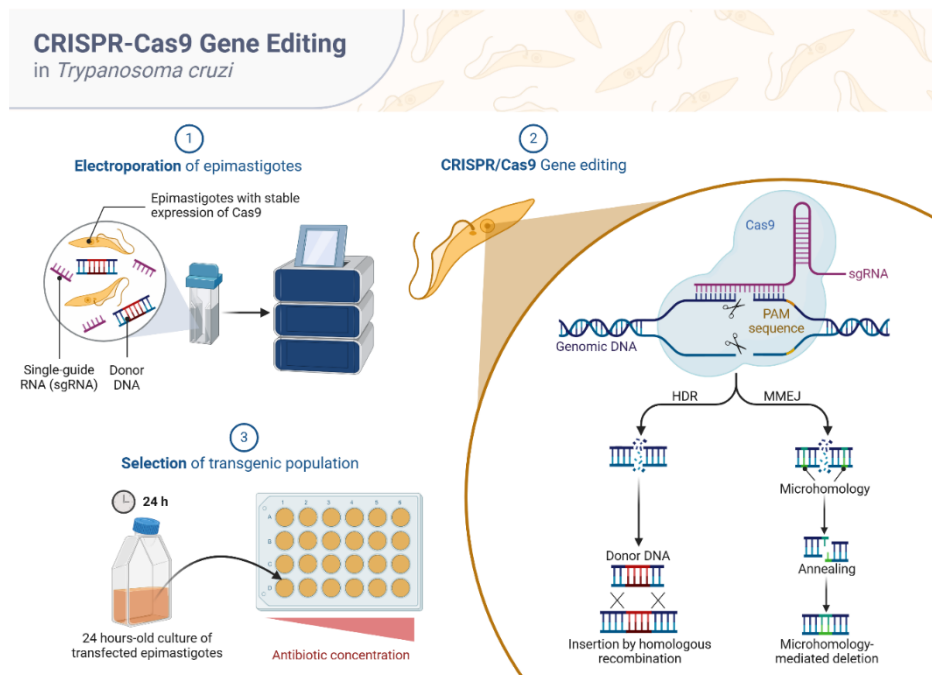 CRISPR-Cas9 Gene Editing
in Trypanosoma cruzi
1
Electroporation of epimastigotes
Epimastigotes with stable
expression of Cas9
Single-guide
RNA (sgRNA)
Donor
DNA
2
CRISPR/Cas9 Gene editing
Cas9
sgRNA
PAM
sequence
Genomic DNA
HDR
MMEJ
Microhomology
Annealing
Donor DNA
Insertion by homologous
recombination
Microhomology-
mediated deletion
3
Selection of transgenic population
24 h
1 2 3 4 5 6
A
B
C
D
24 hours-old culture of
transfected epimastigotes
Antibiotic concentration